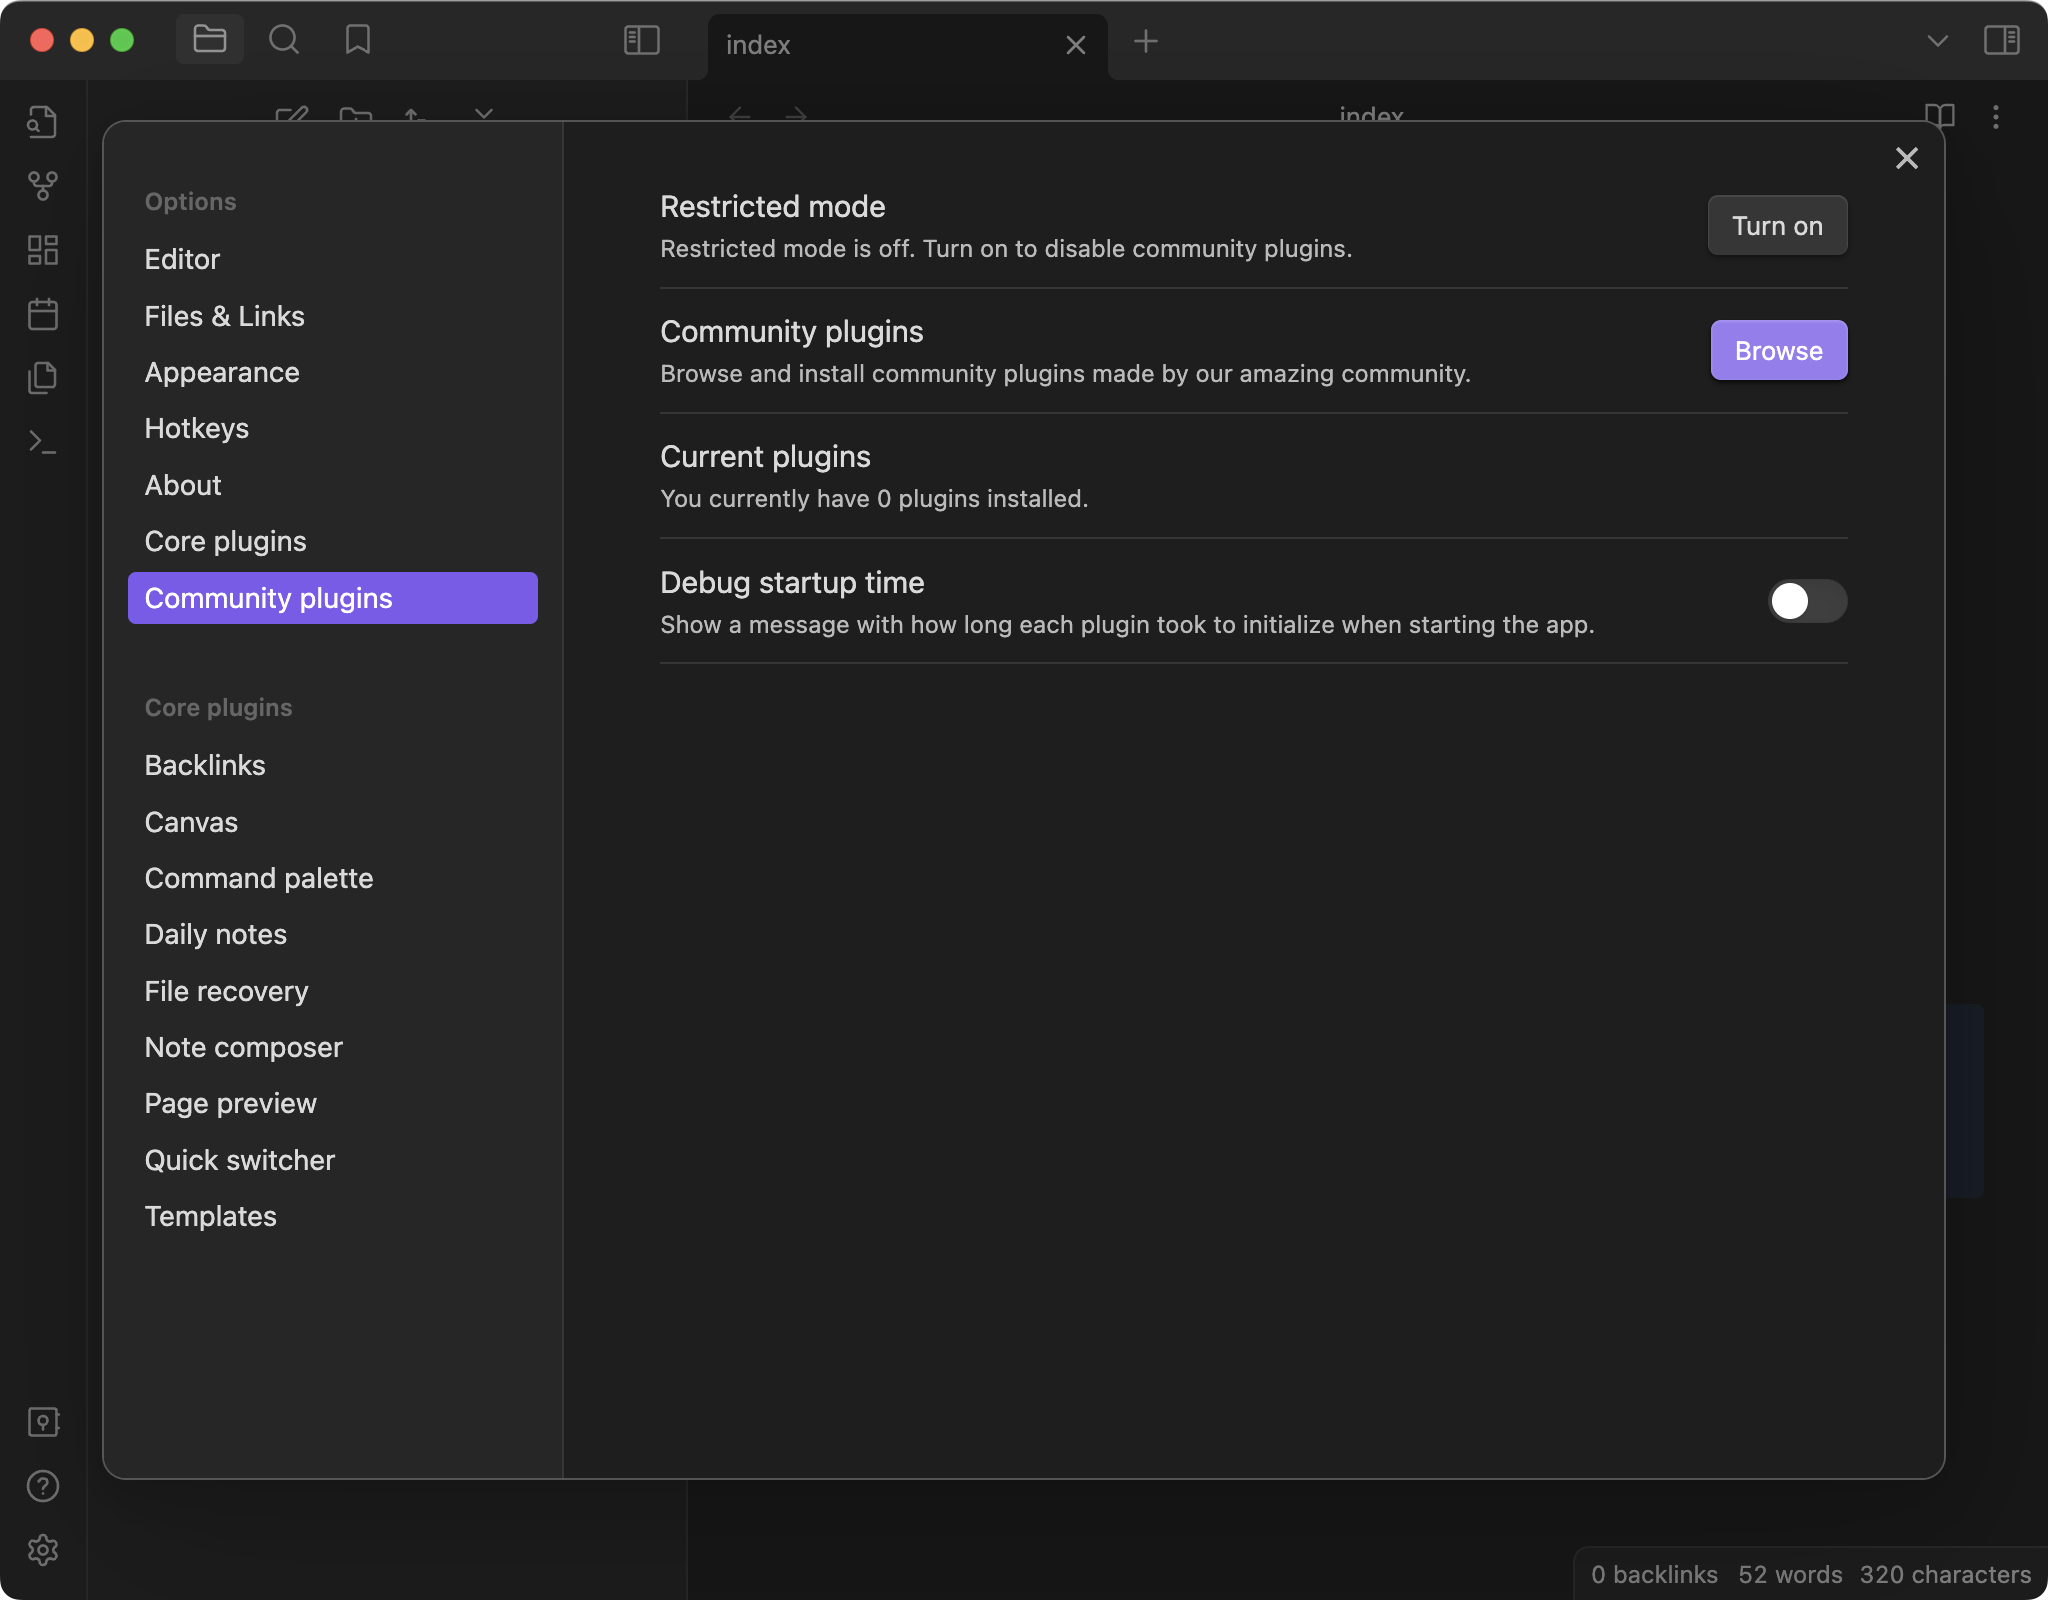 index
index
Options
Editor
Files & Links
Appearance
Hotkeys
About
Core plugins
Community plugins
Core plugins
Backlinks
Canvas
Command palette
Daily notes
File recovery
Note composer
Page preview
Quick switcher
Templates
Restricted mode
Restricted mode is off. Turn on to disable community plugins.
Turn on
Community plugins
Browse and install community plugins made by our amazing community.
Browse
Current plugins
You currently have 0 plugins installed.
Debug startup time
Show a message with how long each plugin took to initialize when starting the app.
0 backlinks 52 words 320 characters